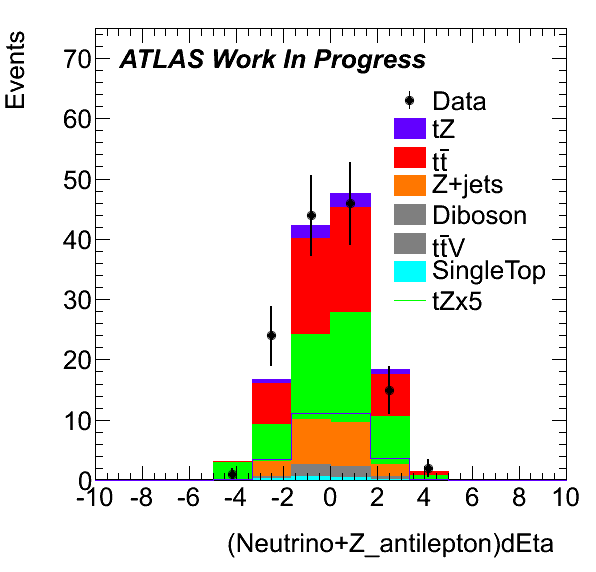 Events
ATLAS Work In Progress
70
60
50
40
30
20
10
0
Data
tZ
tt̄
Z+jets
Diboson
tt̄V
SingleTop
tZx5
-10 -8 -6 -4 -2 0 2 4 6 8 10
(Neutrino+Z_antilepton)dEta